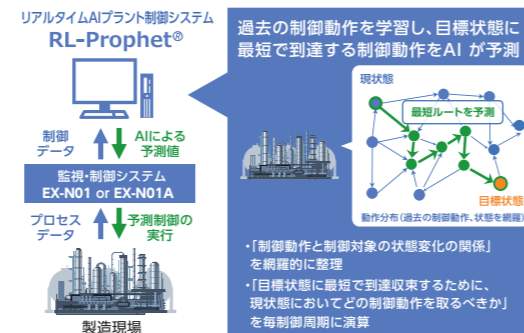 リアルタイムAIプラント制御システム
RL-Prophet®
制御
データ
AIによる
予測値
監視・制御システム
EX-N01 or EX-N01A
プロセス
データ
予測制御の
実行
製造現場
過去の制御動作を学習し、目標状態に
最短で到達する制御動作をAI が予測
現状態
最短ルートを予測
目標状態
動作分布(過去の制御動作、状態を網羅)
・「制御動作と制御対象の状態変化の関係」
を網羅的に整理
・「目標状態に最短で到達収束するために、
現状態においてどの制御動作を取るべきか」
を毎制御周期に演算